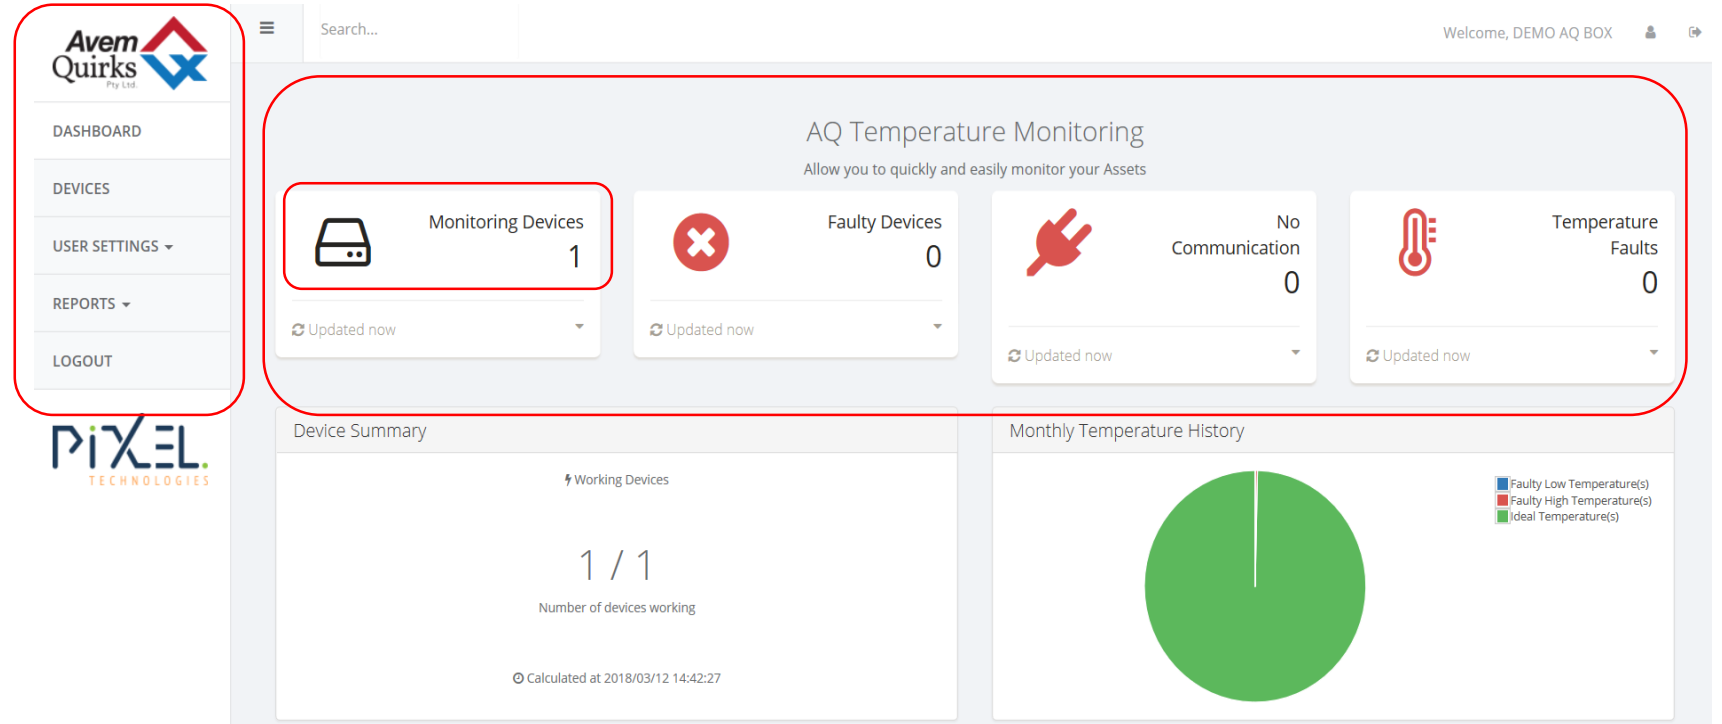 Avem
Quirks
Pty Ltd.
Search...
Welcome, DEMO AQ BOX
DASHBOARD
DEVICES
USER SETTINGS
REPORTS
LOGOUT
PiXEL.
TECHNOLOGIES
AQ Temperature Monitoring
Allow you to quickly and easily monitor your Assets
Monitoring Devices
1
Updated now
Faulty Devices
0
Updated now
No
Communication
0
Updated now
Temperature
Faults
0
Updated now
Device Summary
Working Devices
1 / 1
Number of devices working
Calculated at 2018/03/12 14:42:27
Monthly Temperature History
Faulty Low Temperature(s)
Faulty High Temperature(s)
Ideal Temperature(s)